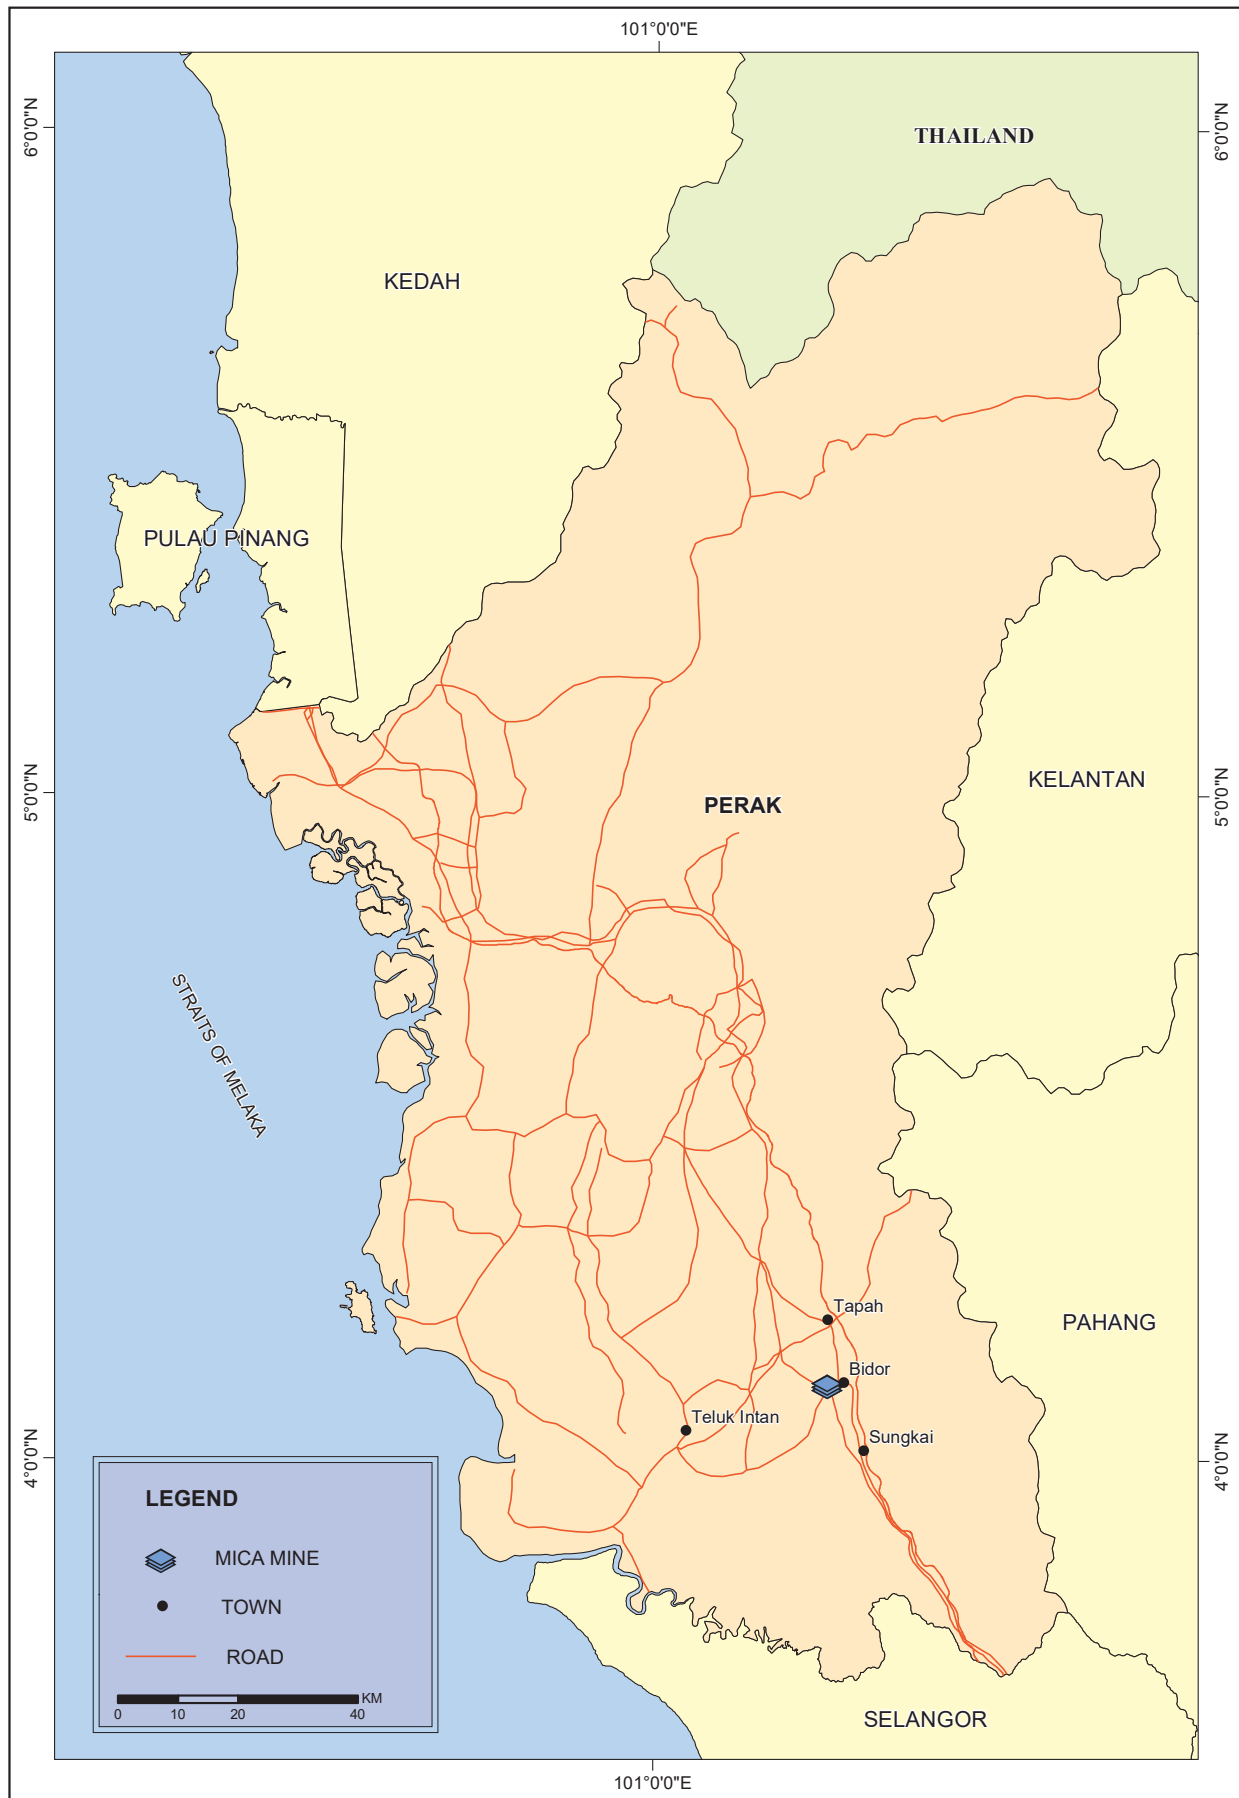 101°0'0"E
6°0'0"N
6°0'0"N
THAILAND
KEDAH
PULAU PINANG
KELANTAN
5°0'0"N
5°0'0"N
PERAK
STRAITS OF MELAKA
Tapah
PAHANG
Bidor
Teluk Intan
Sungkai
4°0'0"N
4°0'0"N
LEGEND
MICA MINE
TOWN
ROAD
KM
0 10 20 40
SELANGOR
101°0'0"E